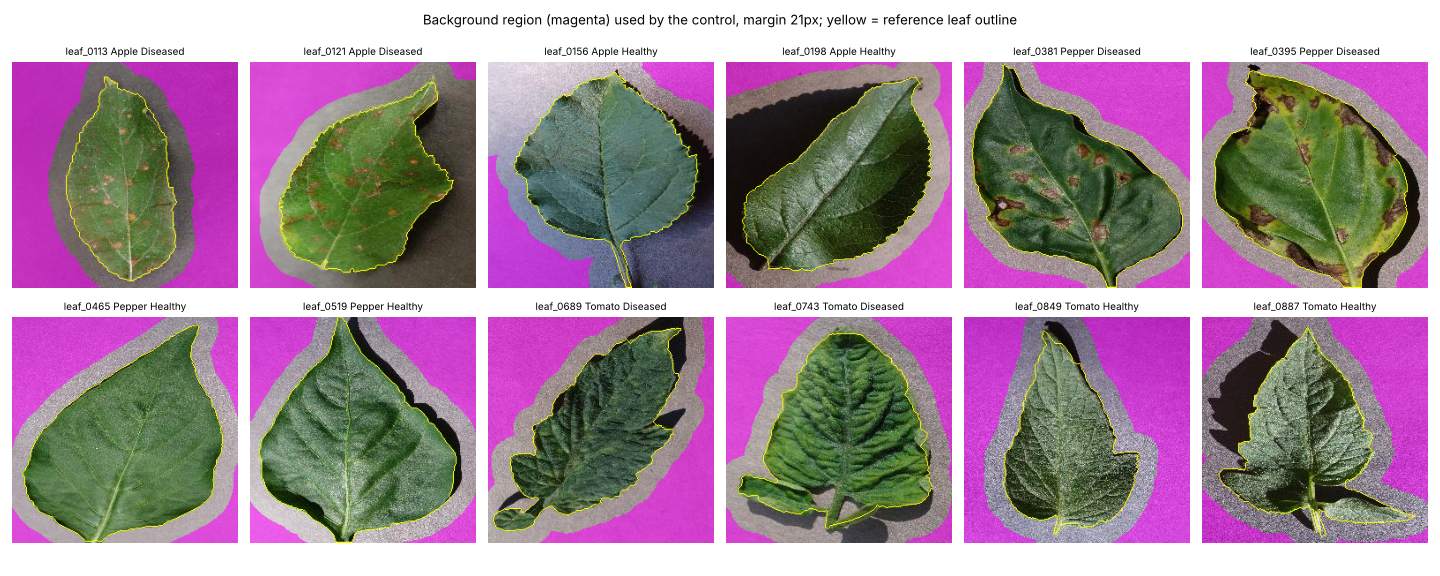 Background region (magenta) used by the control, margin 21px; yellow = reference leaf outline
leaf_0113 Apple Diseased
leaf_0121 Apple Diseased
leaf_0156 Apple Healthy
leaf_0198 Apple Healthy
leaf_0381 Pepper Diseased
leaf_0395 Pepper Diseased
leaf_0465 Pepper Healthy
leaf_0519 Pepper Healthy
leaf_0689 Tomato Diseased
leaf_0743 Tomato Diseased
leaf_0849 Tomato Healthy
leaf_0887 Tomato Healthy